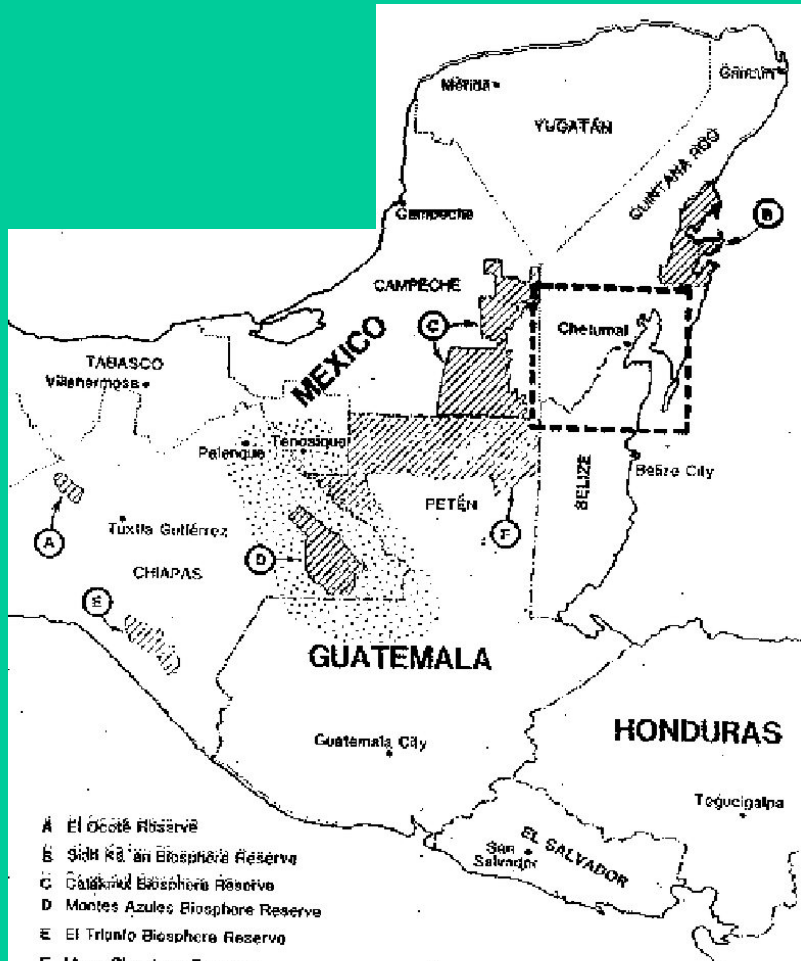 Mérida
Cancún
YUCATÁN
QUINTANA ROO
B
Campeche
CAMPECHE
C
Chetumal
MEXICO
TABASCO
Villahermosa
Palenque
Tenosique
Belize City
BELIZE
PETÉN
F
A
Tuxtla Gutiérrez
D
CHIAPAS
E
GUATEMALA
HONDURAS
Guatemala City
Tegucigalpa
EL SALVADOR
San
Salvador
A El Ocote Reserve
B Sian Ka'an Biosphere Reserve
C Calakmul Biosphere Reserve
D Montes Azules Biosphere Reserve
E El Triunfo Biosphere Reserve